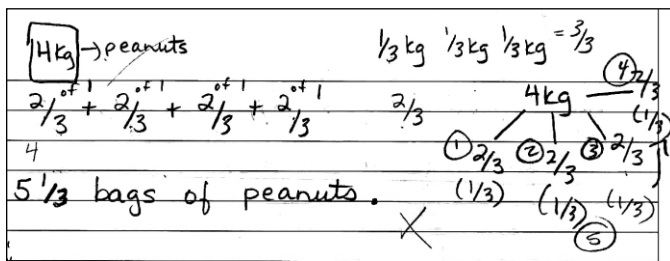 4kg → peanuts
1/3 kg 1/3 kg 1/3 kg = 3/3
2/3 of 1 + 2/3 of 1 + 2/3 of 1 + 2/3 of 1
2/3
4kg
④ 2/3
(1/3)
4
① 2/3 ② 2/3 ③ 2/3
1
5 1/3 bags of peanuts.
(1/3) (1/3) (1/3)
⑤